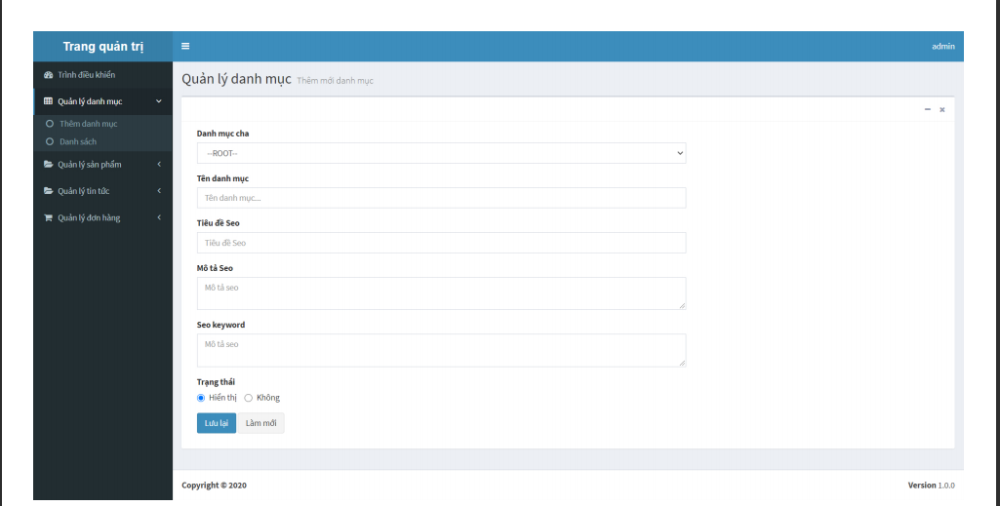 Trang quản trị
admin
Trình điều khiển
Quản lý danh mục
Thêm danh mục
Danh sách
Quản lý sản phẩm
Quản lý tin tức
Quản lý đơn hàng
Quản lý danh mục Thêm mới danh mục
Danh mục cha
--ROOT--
Tên danh mục
Tên danh mục...
Tiêu đề Seo
Tiêu đề Seo
Mô tả Seo
Mô tả seo
Seo keyword
Mô tả seo
Trạng thái
Hiển thị Không
Lưu lại Làm mới
Copyright © 2020 Version 1.0.0